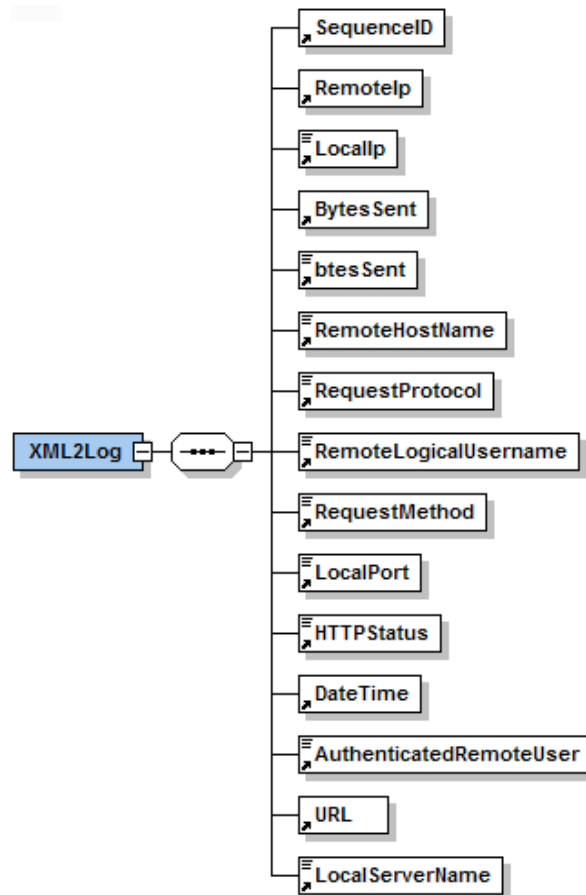 SequenceID
RemoteIp
LocalIp
BytesSent
btesSent
RemoteHostName
RequestProtocol
XML2Log
RemoteLogicalUsername
RequestMethod
LocalPort
HTTPStatus
DateTime
AuthenticatedRemoteUser
URL
LocalServerName